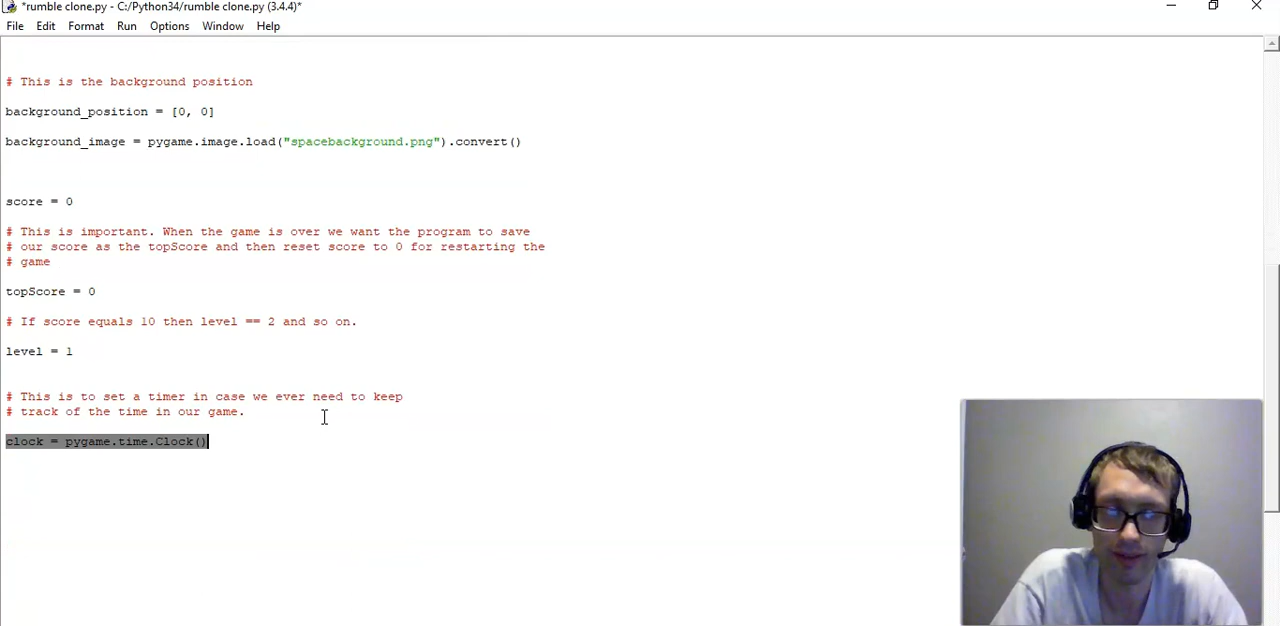 *rumble clone.py - C:/Python34/rumble clone.py (3.4.4)*
File Edit Format Run Options Window Help
# This is the background position
background_position = [0, 0]
background_image = pygame.image.load("spacebackground.png").convert()
score = 0
# This is important. When the game is over we want the program to save
# our score as the topScore and then reset score to 0 for restarting the
# game
topScore = 0
# If score equals 10 then level == 2 and so on.
level = 1
# This is to set a timer in case we ever need to keep
# track of the time in our game.
clock = pygame.time.Clock()